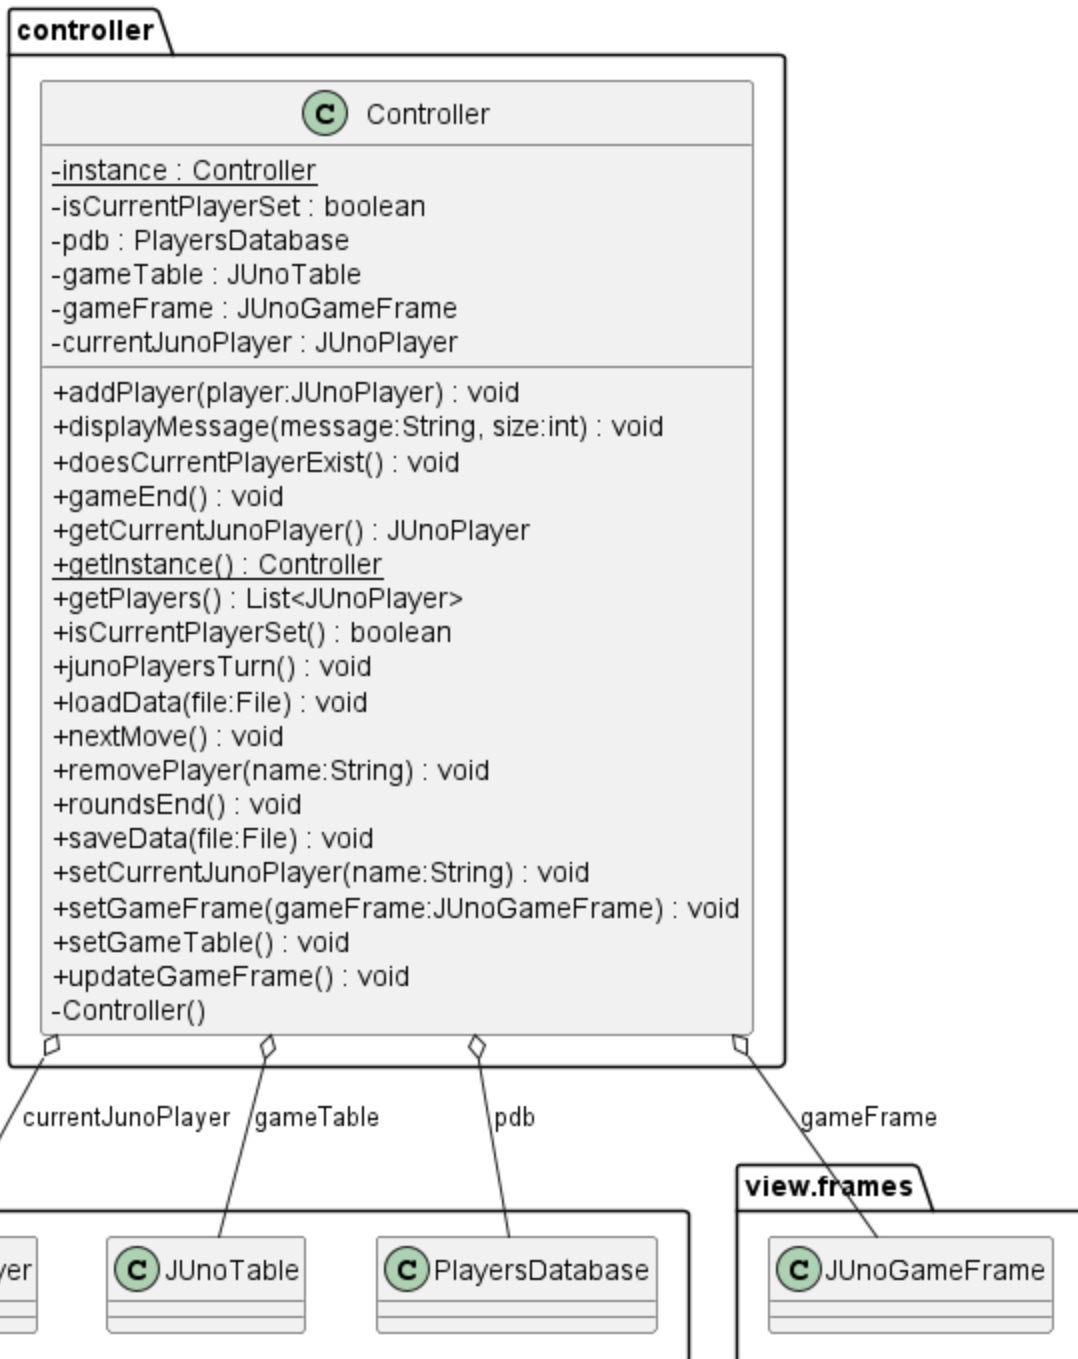 controller
C Controller
-instance : Controller
-isCurrentPlayerSet : boolean
-pdb : PlayersDatabase
-gameTable : JUnoTable
-gameFrame : JUnoGameFrame
-currentJunoPlayer : JUnoPlayer
+addPlayer(player:JUnoPlayer) : void
+displayMessage(message:String, size:int) : void
+doesCurrentPlayerExist() : void
+gameEnd() : void
+getCurrentJunoPlayer() : JUnoPlayer
+getInstance() : Controller
+getPlayers() : List<JUnoPlayer>
+isCurrentPlayerSet() : boolean
+junoPlayersTurn() : void
+loadData(file:File) : void
+nextMove() : void
+removePlayer(name:String) : void
+roundsEnd() : void
+saveData(file:File) : void
+setCurrentJunoPlayer(name:String) : void
+setGameFrame(gameFrame:JUnoGameFrame) : void
+setGameTable() : void
+updateGameFrame() : void
-Controller()
currentJunoPlayer gameTable pdb gameFrame
view.frames
yer C JUnoTable C PlayersDatabase C JUnoGameFrame